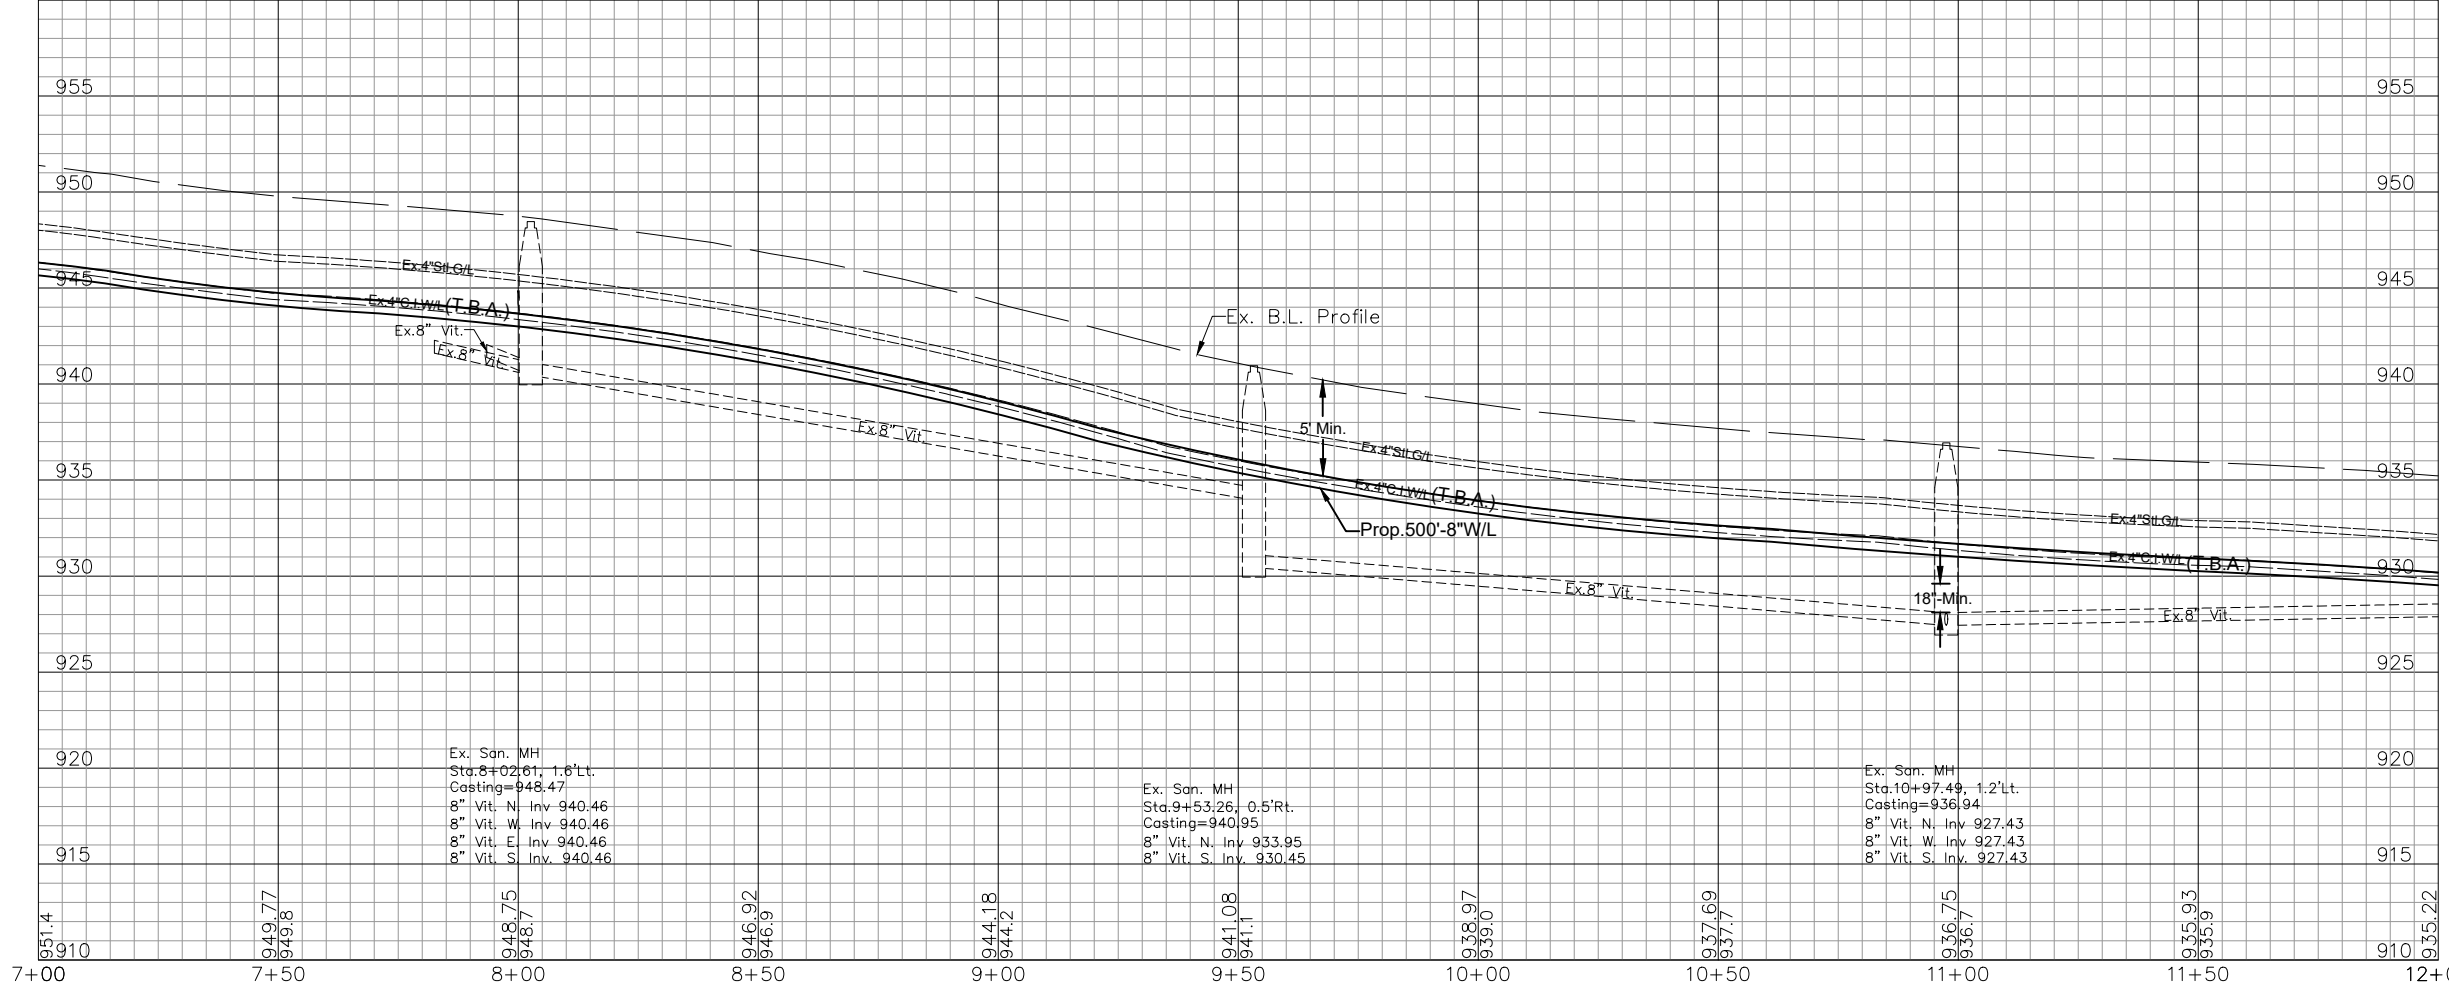 955 955
950 950
Ex.4"Stl.G/L
945 945
Ex.4"C.I.W/L(T.B.A.)
Ex.8" Vit.
Ex.8" Vit.
Ex. B.L. Profile
940 940
Ex.8" Vit.
5' Min.
Ex.4"Stl.G/L
935 935
Ex.4"C.I.W/L(T.B.A.)
Prop.500'-8"W/L
Ex.4"Stl.G/L
930 930
Ex.4"C.I.W/L(T.B.A.)
Ex.8" Vit.
18"-Min.
Ex.8" Vit.
925 925
920 920
915 915
910 910
Ex. San. MH
Sta.8+02.61, 1.6'Lt.
Casting=948.47
8" Vit. N. Inv 940.46
8" Vit. W. Inv 940.46
8" Vit. E. Inv 940.46
8" Vit. S. Inv. 940.46
Ex. San. MH
Sta.9+53.26, 0.5'Rt.
Casting=940.95
8" Vit. N. Inv 933.95
8" Vit. S. Inv. 930.45
Ex. San. MH
Sta.10+97.49, 1.2'Lt.
Casting=936.94
8" Vit. N. Inv 927.43
8" Vit. W. Inv 927.43
8" Vit. S. Inv. 927.43
951.4
949.77
949.8
948.75
948.7
946.92
946.9
944.18
944.2
941.08
941.1
938.97
939.0
937.69
937.7
936.75
936.7
935.93
935.9
935.22
7+00 7+50 8+00 8+50 9+00 9+50 10+00 10+50 11+00 11+50 12+0